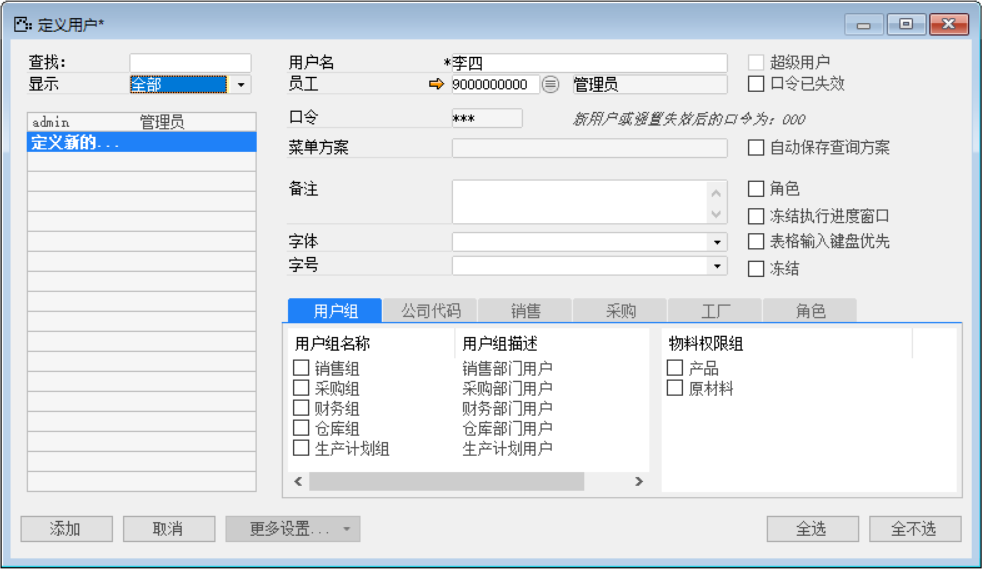 定义用户*
查找:
显示 全部
admin 管理员
定义新的...
用户名 *李四
员工 9000000000 管理员
口令 *** 新用户或强置失效后的口令为: 000
菜单方案
备注
字体
字号
超级用户
口令已失效
自动保存查询方案
角色
冻结执行进度窗口
表格输入键盘优先
冻结
用户组 公司代码 销售 采购 工厂 角色
用户组名称 用户组描述 物料权限组
销售组 销售部门用户 产品
采购组 采购部门用户 原材料
财务组 财务部门用户
仓库组 仓库部门用户
生产计划组 生产计划用户
添加 取消 更多设置... 全选 全不选